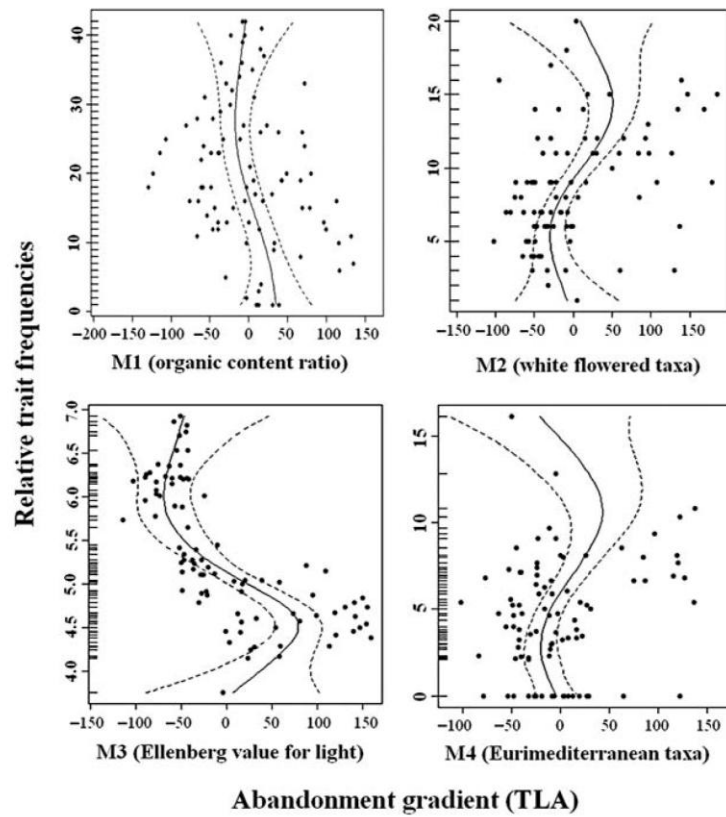 Relative trait frequencies
40
30
20
10
0
-200 -150 -100 -50 0 50 100 150
M1 (organic content ratio)
20
15
10
5
-150 -100 -50 0 50 100 150
M2 (white flowered taxa)
7.0
6.5
6.0
5.5
5.0
4.5
4.0
-150 -100 -50 0 50 100 150
M3 (Ellenberg value for light)
15
10
5
0
-100 -50 0 50 100 150
M4 (Eurimediterranean taxa)
Abandonment gradient (TLA)